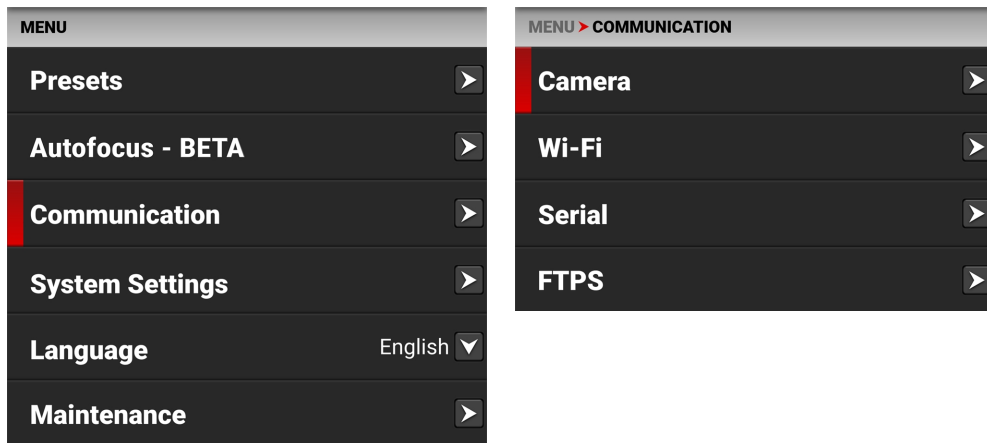 MENU
Presets
Autofocus - BETA
Communication
System Settings
Language English
Maintenance
MENU COMMUNICATION
Camera
Wi-Fi
Serial
FTPS